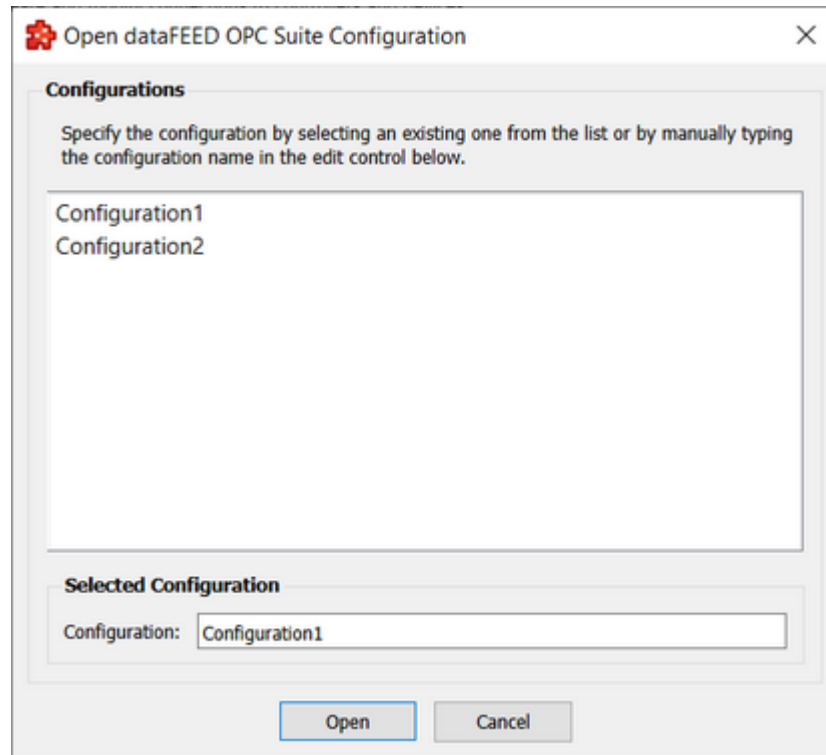 Open dataFEED OPC Suite Configuration
Configurations
Specify the configuration by selecting an existing one from the list or by manually typing
the configuration name in the edit control below.
Configuration1
Configuration2
Selected Configuration
Configuration: Configuration1
Open Cancel